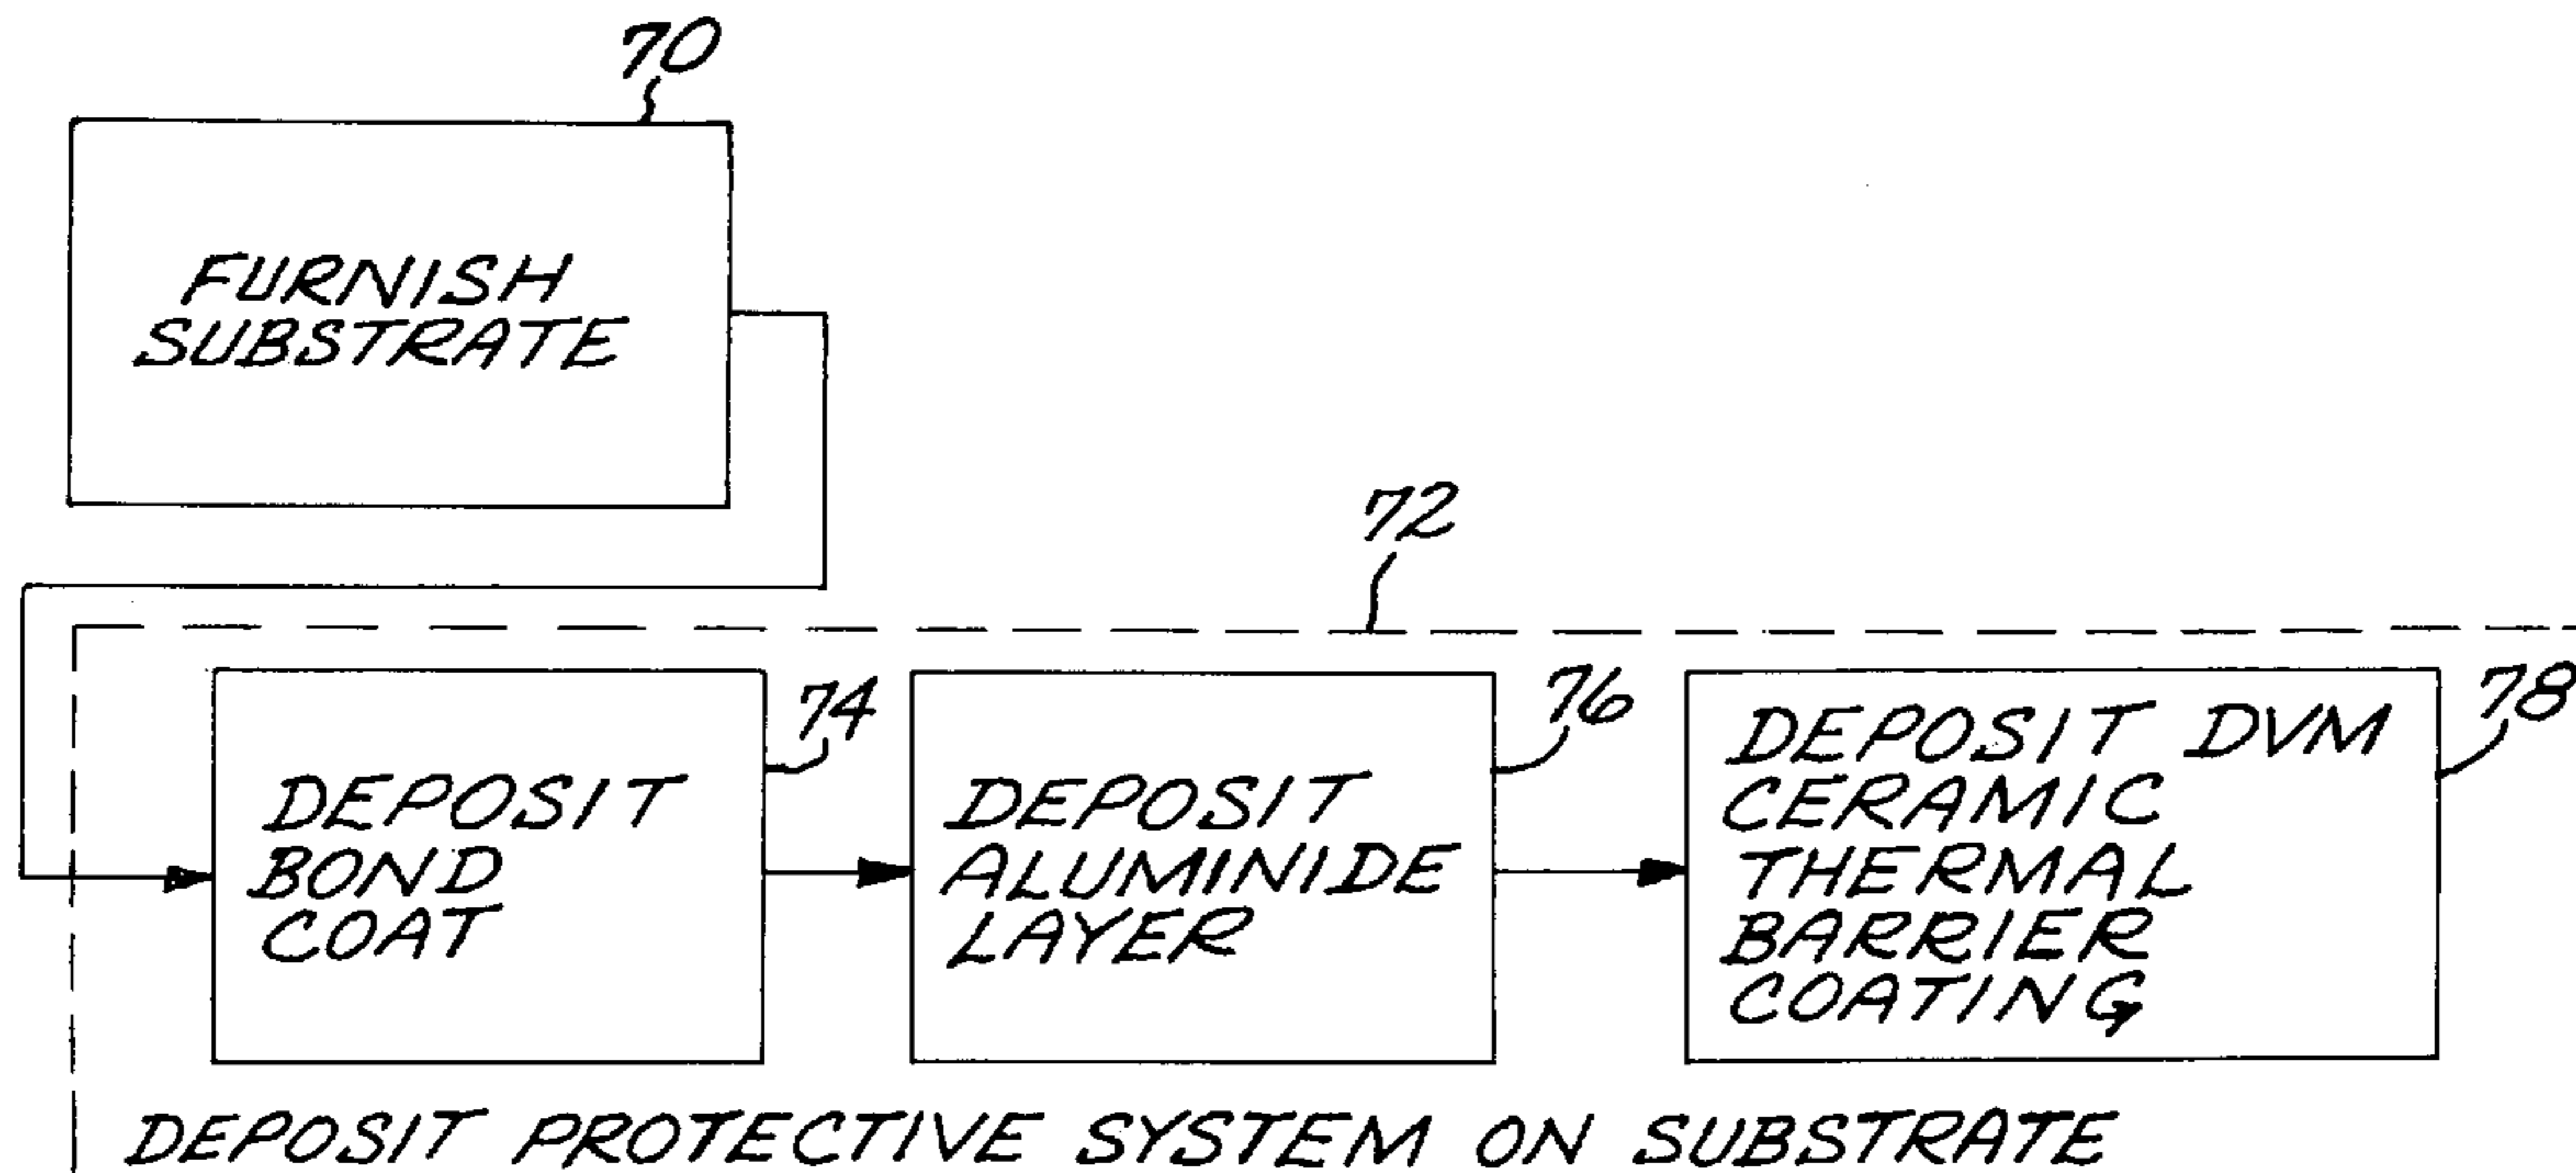 70
FURNISH
SUBSTRATE
72
74
DEPOSIT
BOND
COAT
76
DEPOSIT
ALUMINIDE
LAYER
78
DEPOSIT DVM
CERAMIC
THERMAL
BARRIER
COATING
DEPOSIT PROTECTIVE SYSTEM ON SUBSTRATE